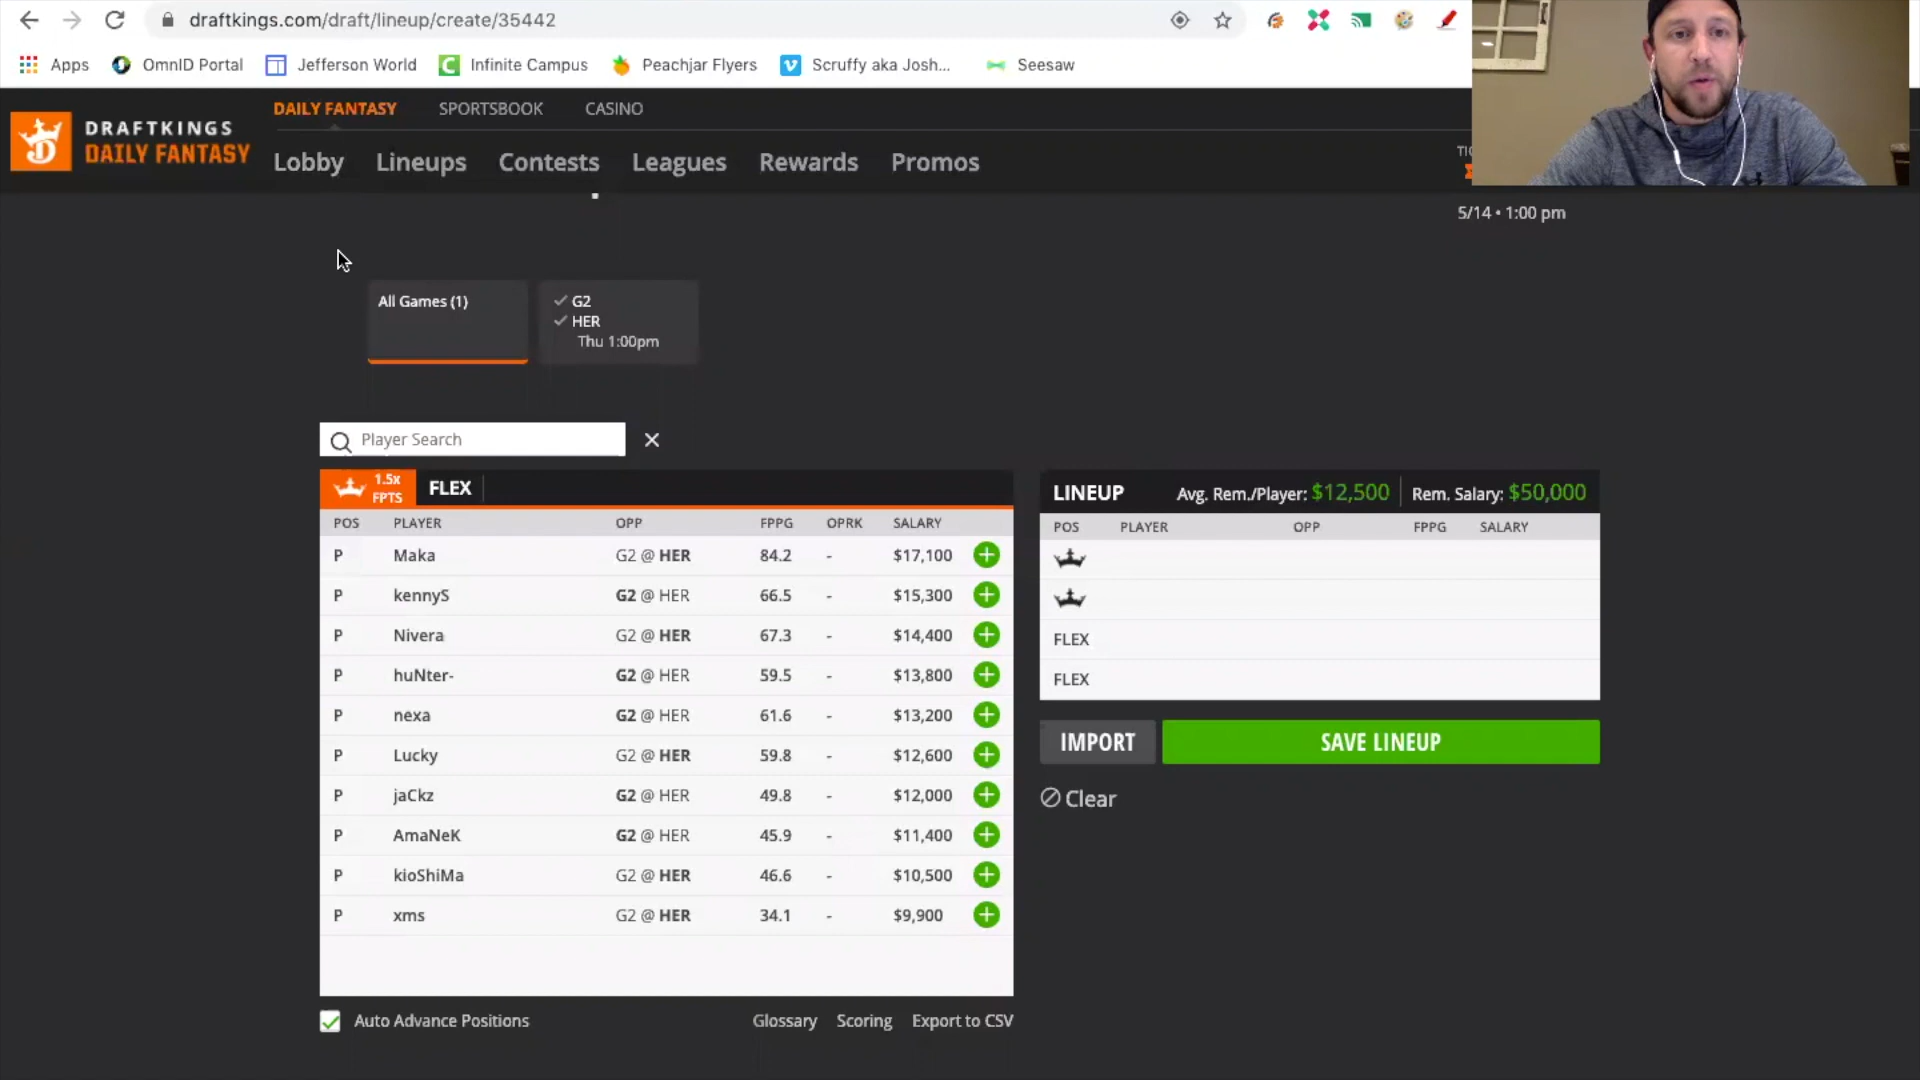 draftkings.com/draft/lineup/create/35442
Apps OmnID Portal Jefferson World Infinite Campus Peachjar Flyers Scruffy aka Josh... Seesaw
DAILY FANTASY SPORTSBOOK CASINO
DRAFTKINGS
DAILY FANTASY
Lobby Lineups Contests Leagues Rewards Promos
5/14 • 1:00 pm
All Games (1)
G2
HER
Thu 1:00pm
Player Search
1.5x
FPTS
FLEX
POS PLAYER OPP FPPG OPRK SALARY
P Maka G2 @ HER 84.2 - $17,100
P kennyS G2 @ HER 66.5 - $15,300
P Nivera G2 @ HER 67.3 - $14,400
P huNter- G2 @ HER 59.5 - $13,800
P nexa G2 @ HER 61.6 - $13,200
P Lucky G2 @ HER 59.8 - $12,600
P jaCkz G2 @ HER 49.8 - $12,000
P AmaNeK G2 @ HER 45.9 - $11,400
P kioShiMa G2 @ HER 46.6 - $10,500
P xms G2 @ HER 34.1 - $9,900
Auto Advance Positions Glossary Scoring Export to CSV
LINEUP Avg. Rem./Player: $12,500 Rem. Salary: $50,000
POS PLAYER OPP FPPG SALARY
FLEX
FLEX
IMPORT SAVE LINEUP
Clear